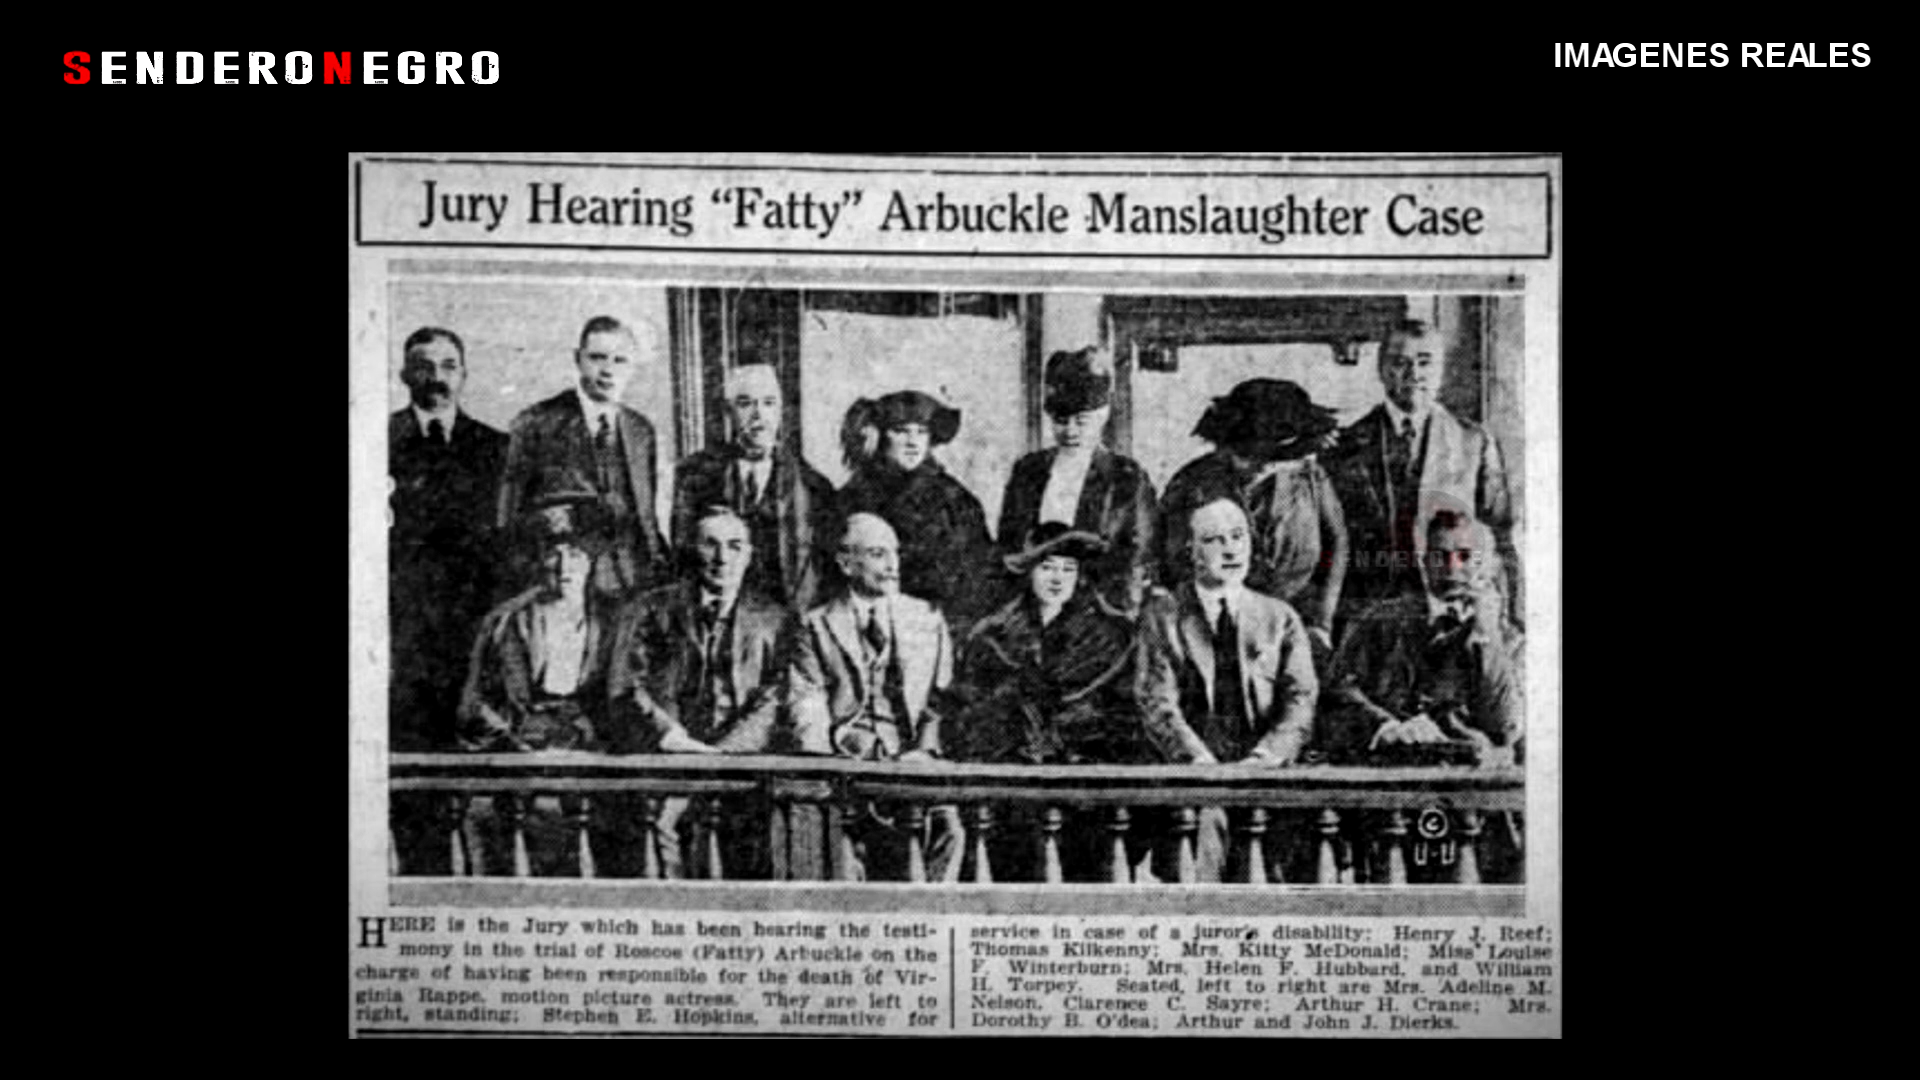 SENDERONEGRO
IMAGENES REALES
Jury Hearing “Fatty” Arbuckle Manslaughter Case
HERE is the Jury which has been hearing the testi-
mony in the trial of Roscoe (Fatty) Arbuckle on the
charge of having been responsible for the death of Vir-
ginia Rappe, motion picture actress. They are left to
right, standing; Stephen E. Hopkins, alternative for
service in case of a juror's disability; Henry J. Reef;
Thomas Kilkenny; Mrs. Kitty McDonald; Miss Louise
F. Winterburn; Mrs. Helen F. Hubbard, and William
H. Torpey. Seated, left to right are Mrs. Adeline M.
Nelson, Clarence C. Sayre; Arthur H. Crane; Mrs.
Dorothy B. O'dea; Arthur and John J. Dierks.
SENDERONE
© U-U